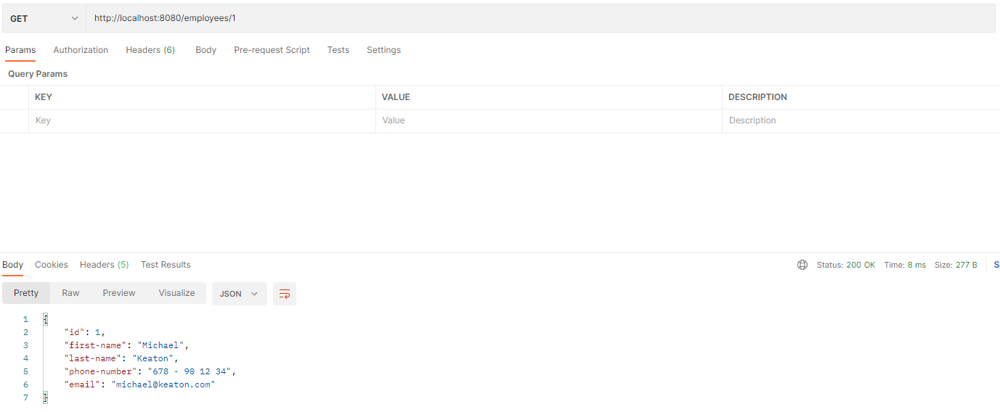 GET http://localhost:8080/employees/1
Params Authorization Headers (6) Body Pre-request Script Tests Settings
Query Params
KEY VALUE DESCRIPTION
Key Value Description
Body Cookies Headers (5) Test Results Status: 200 OK Time: 8 ms Size: 277 B S
Pretty Raw Preview Visualize JSON
1 {
2 "id": 1,
3 "first-name": "Michael",
4 "last-name": "Keaton",
5 "phone-number": "678 - 90 12 34",
6 "email": "michael@keaton.com"
7 }